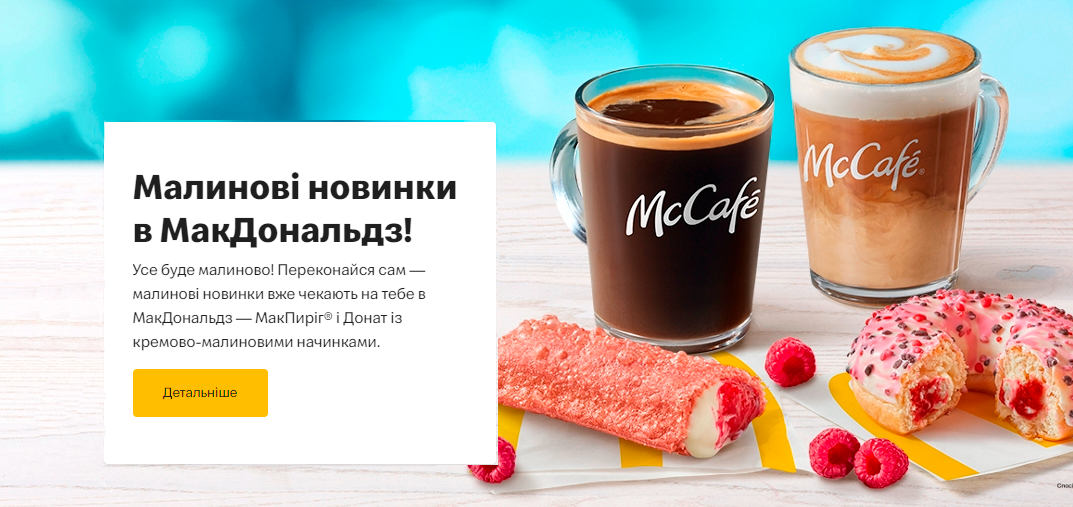 Малинові новинки
в МакДональдз!
Усе буде малиново! Переконайся сам —
малинові новинки вже чекають на тебе в
МакДональдз — МакПиріг® і Донат із
кремово-малиновими начинками.
Детальніше
McCafé
McCafé®